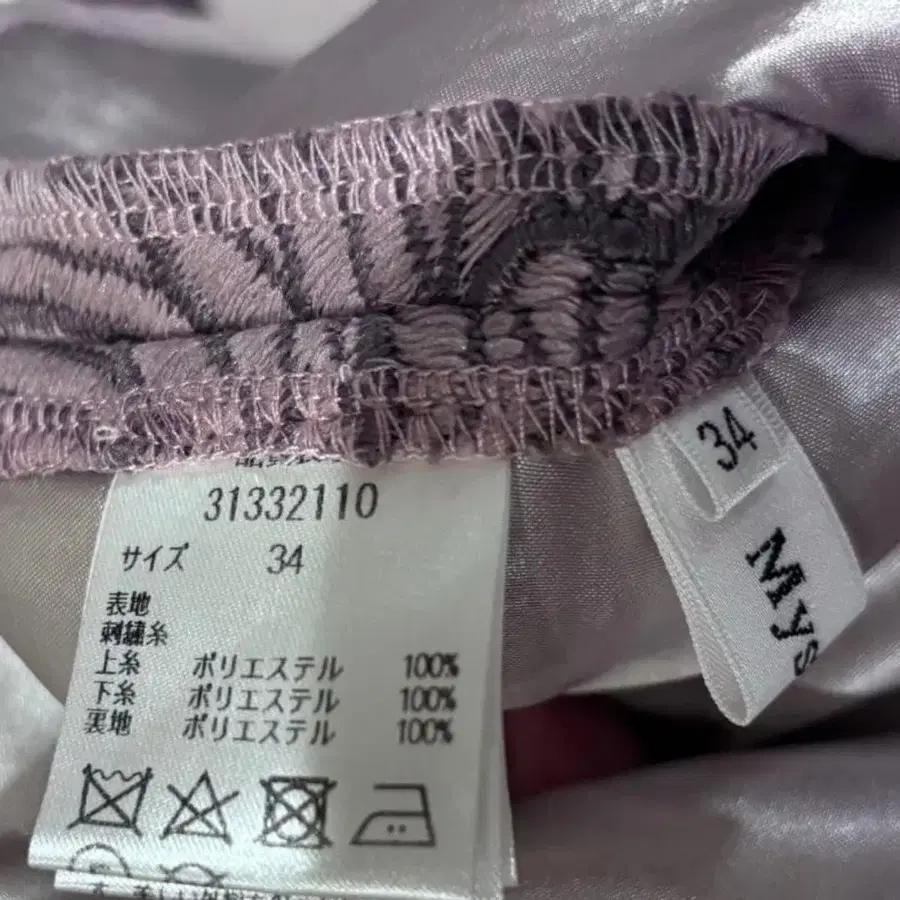 31332110
サイズ 34
表地
刺繍糸
上糸 ポリエステル 100%
下糸 ポリエステル 100%
裏地 ポリエステル 100%
34
Mys